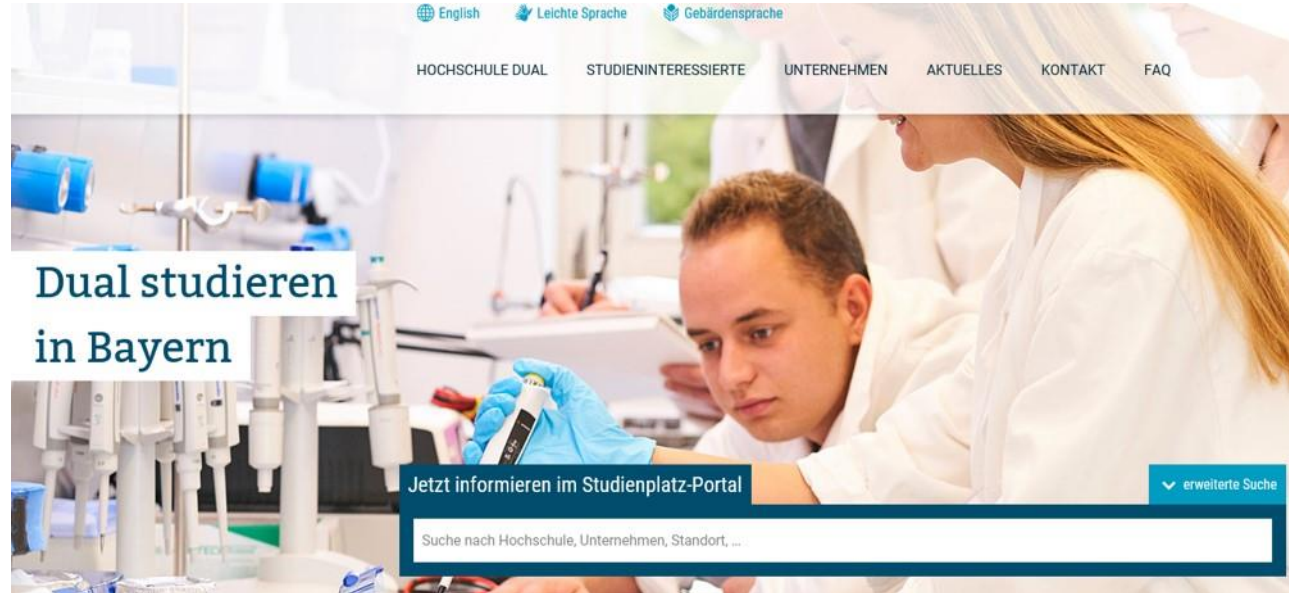 English Leichte Sprache Gebärdensprache
HOCHSCHULE DUAL STUDIENINTERESSIERTE UNTERNEHMEN AKTUELLES KONTAKT FAQ
Dual studieren
in Bayern
Jetzt informieren im Studienplatz-Portal
erweiterte Suche
Suche nach Hochschule, Unternehmen, Standort, ...